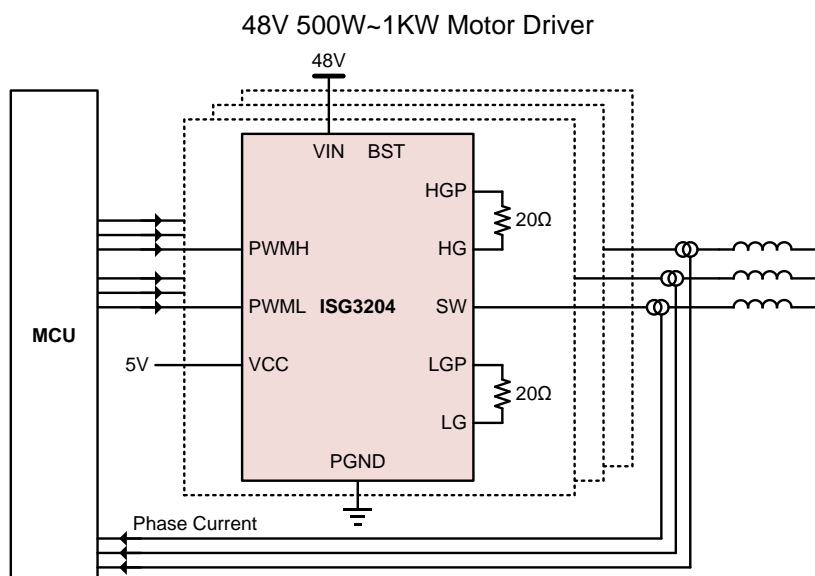 48V 500W~1KW Motor Driver
48V
VIN BST
HGP
20Ω
PWMH
HG
PWML
ISG3204
SW
MCU
5V
VCC
LGP
20Ω
LG
PGND
Phase Current